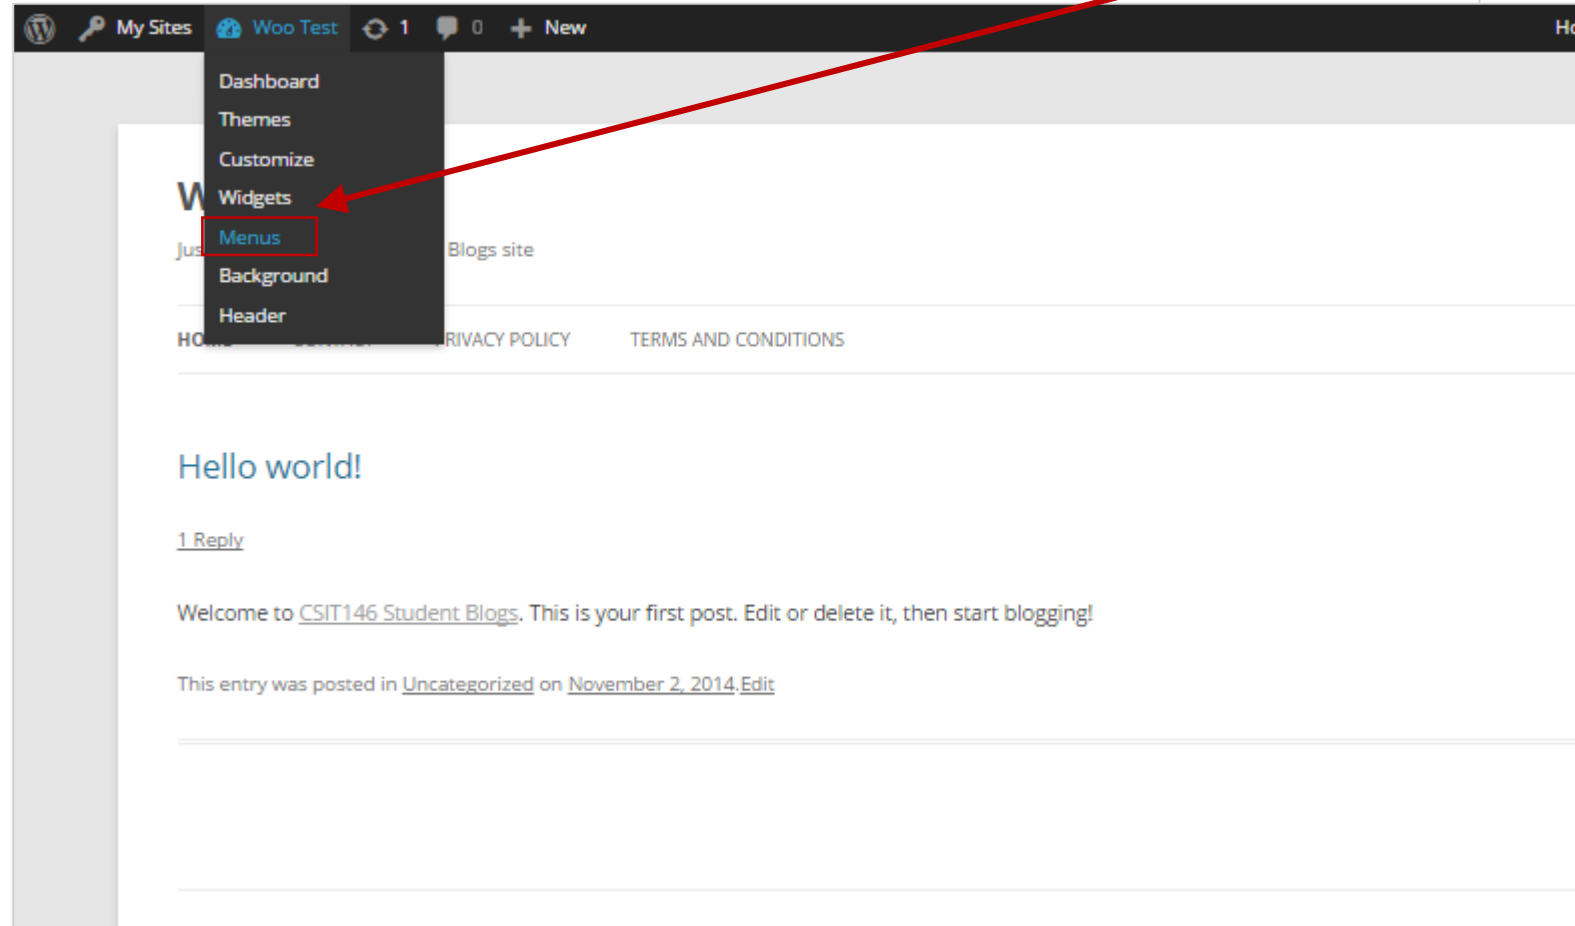 My Sites Woo Test 1 0 New
Dashboard
Themes
Customize
Widgets
Menus
Background
Header
Blogs site
PRIVACY POLICY TERMS AND CONDITIONS
Hello world!
1 Reply
Welcome to CSIT146 Student Blogs. This is your first post. Edit or delete it, then start blogging!
This entry was posted in Uncategorized on November 2, 2014.Edit